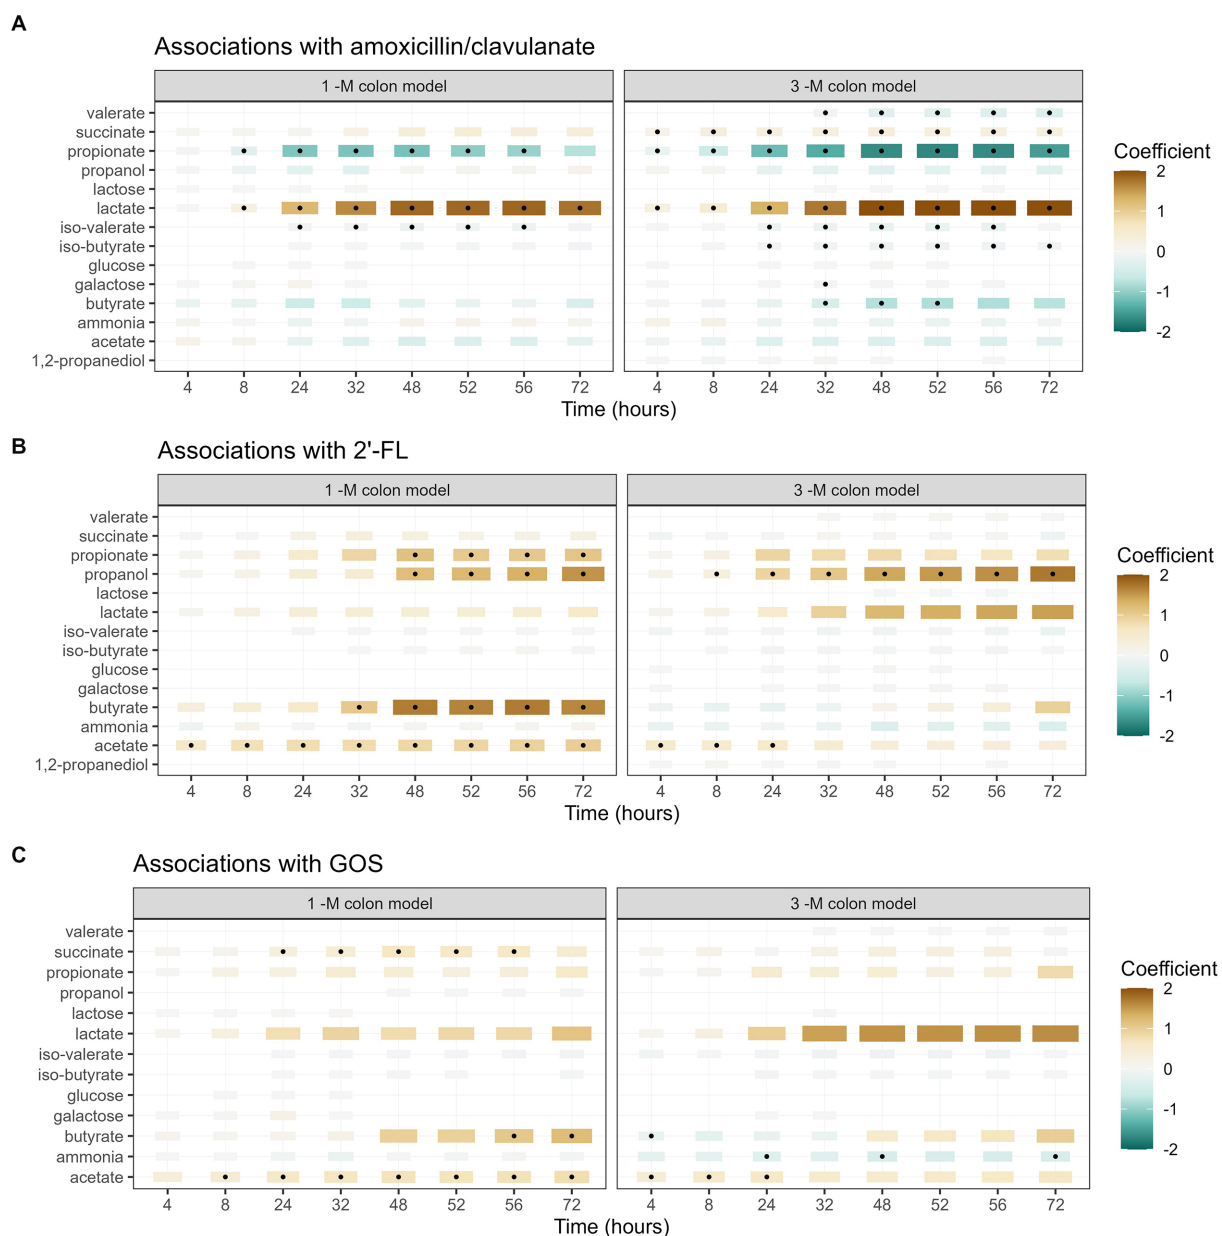 A
Associations with amoxicillin/clavulanate
1 -M colon model
3 -M colon model
valerate
succinate
propionate
propanol
lactose
lactate
iso-valerate
iso-butyrate
glucose
galactose
butyrate
ammonia
acetate
1,2-propanediol
4 8 24 32 48 52 56 72
4 8 24 32 48 52 56 72
Time (hours)
Coefficient
2
1
0
-1
-2
B
Associations with 2'-FL
1 -M colon model
3 -M colon model
valerate
succinate
propionate
propanol
lactose
lactate
iso-valerate
iso-butyrate
glucose
galactose
butyrate
ammonia
acetate
1,2-propanediol
4 8 24 32 48 52 56 72
4 8 24 32 48 52 56 72
Time (hours)
Coefficient
2
1
0
-1
-2
C
Associations with GOS
1 -M colon model
3 -M colon model
valerate
succinate
propionate
propanol
lactose
lactate
iso-valerate
iso-butyrate
glucose
galactose
butyrate
ammonia
acetate
4 8 24 32 48 52 56 72
4 8 24 32 48 52 56 72
Time (hours)
Coefficient
2
1
0
-1
-2